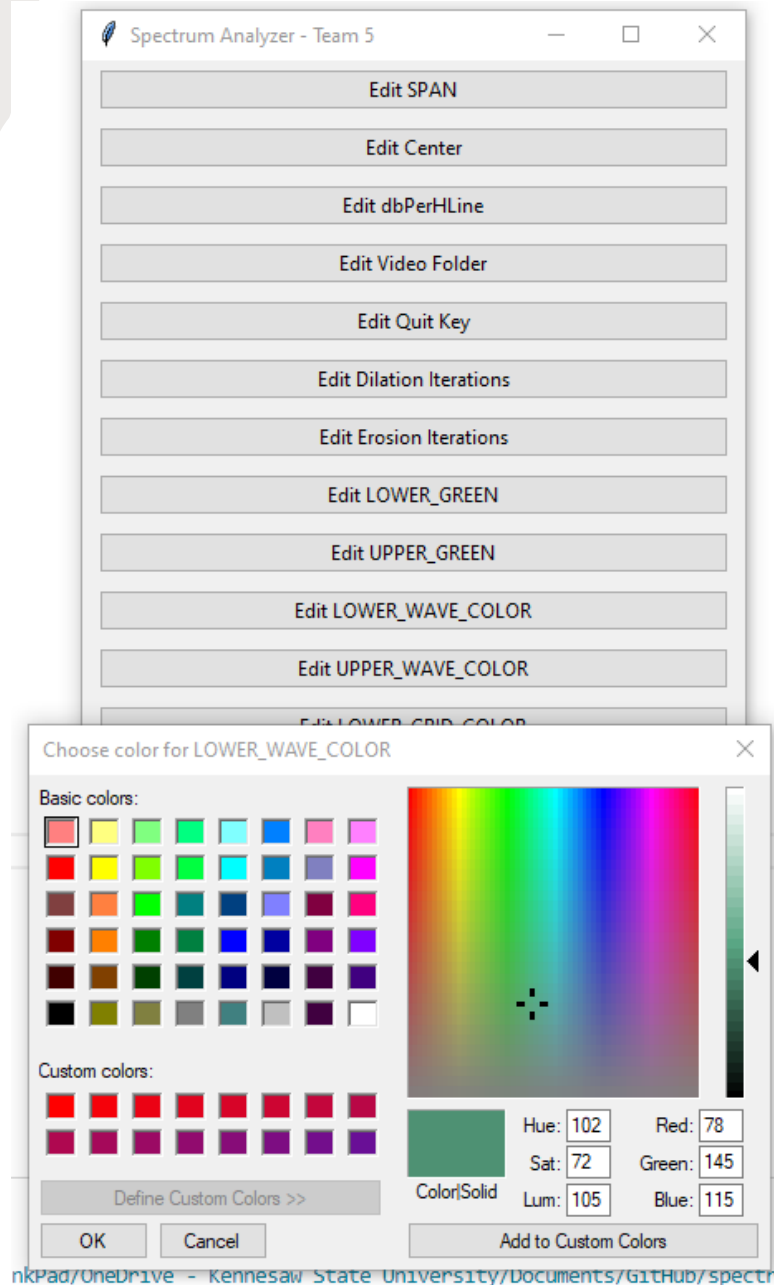 Spectrum Analyzer - Team 5
Edit SPAN
Edit Center
Edit dbPerHLine
Edit Video Folder
Edit Quit Key
Edit Dilation Iterations
Edit Erosion Iterations
Edit LOWER_GREEN
Edit UPPER_GREEN
Edit LOWER_WAVE_COLOR
Edit UPPER_WAVE_COLOR
Edit LOWER_GRID_COLOR
Choose color for LOWER_WAVE_COLOR
Basic colors:
Custom colors:
Define Custom Colors >>
OK Cancel
Color|Solid
Hue: 102 Red: 78
Sat: 72 Green: 145
Lum: 105 Blue: 115
Add to Custom Colors
nkPad/OneDrive - Kennesaw State University/Documents/GitHub/spectr